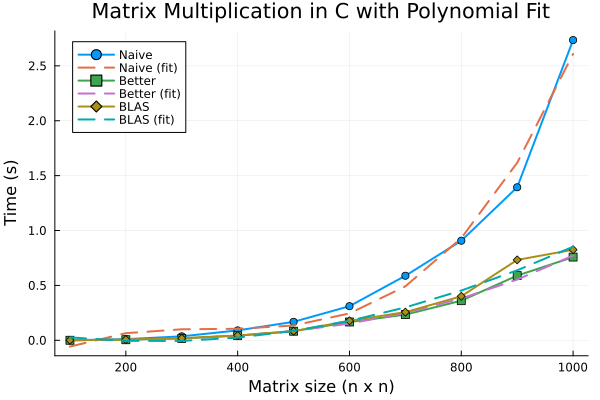 Matrix Multiplication in C with Polynomial Fit
Naive
Naive (fit)
Better
Better (fit)
BLAS
BLAS (fit)
Time (s)
2.5
2.0
1.5
1.0
0.5
0.0
200
400
600
800
1000
Matrix size (n x n)